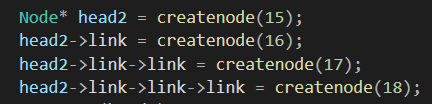 Node* head2 = createnode(15);
head2->link = createnode(16);
head2->link->link = createnode(17);
head2->link->link->link = createnode(18);